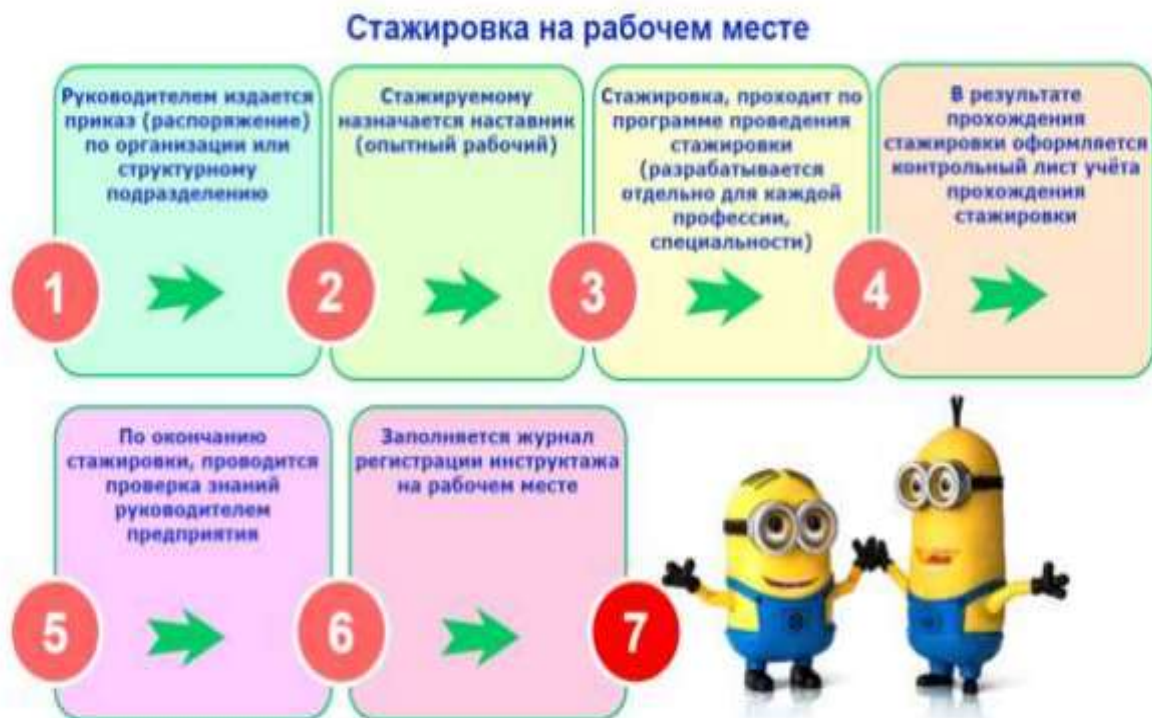 Стажировка на рабочем месте
Руководителем издается
приказ (распоряжение)
по организации или
структурному
подразделению
1
Стажируемому
назначается наставник
(опытный рабочий)
2
Стажировка, проходит по
программе проведения
стажировки
(разрабатывается
отдельно для каждой
профессии,
специальности)
3
В результате
прохождения
стажировки оформляется
контрольный лист учёта
прохождения
стажировки
4
По окончанию
стажировки, проводится
проверка знаний
руководителем
предприятия
5
Заполняется журнал
регистрации инструктажа
на рабочем месте
6
7